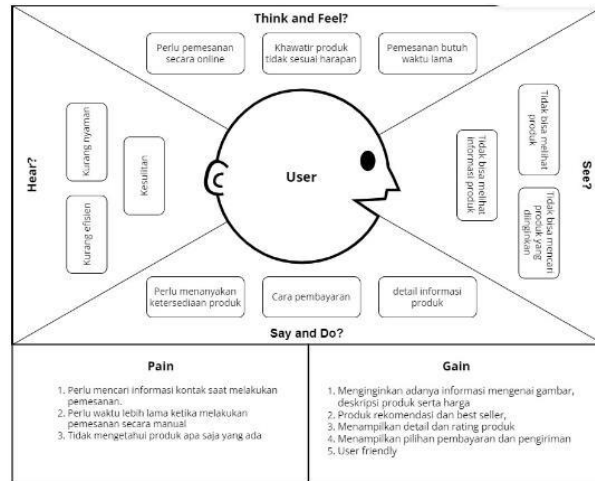 Think and Feel?
Perlu pemesanan
secara online
Khawatir produk
tidak sesuai harapan
Pemesanan butuh
waktu lama
Hear?
Kurang nyaman
Kesulitan
Kurang efisien
User
See?
Tidak bisa melihat
produk
Tidak bisa melihat
informasi produk
Tidak bisa mencari
produk yang
diinginkan
Perlu menanyakan
ketersediaan produk
Cara pembayaran
detail informasi
produk
Say and Do?
Pain
1. Perlu mencari informasi kontak saat melakukan
pemesanan.
2. Perlu waktu lebih lama ketika melakukan
pemesanan secara manual
3. Tidak mengetahui produk apa saja yang ada
Gain
1. Menginginkan adanya informasi mengenai gambar,
deskripsi produk serta harga
2. Produk rekomendasi dan best seller,
3. Menampilkan detail dan rating produk
4. Menampilkan pilihan pembayaran dan pengiriman
5. User friendly